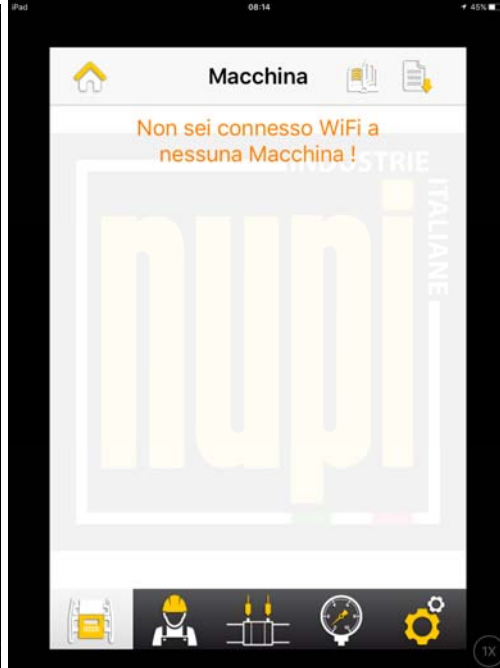 iPad
08:14
45%
Macchina
Non sei connesso WiFi a
nessuna Macchina !
INDUSTRIE
ITALIANE
nupi
1X